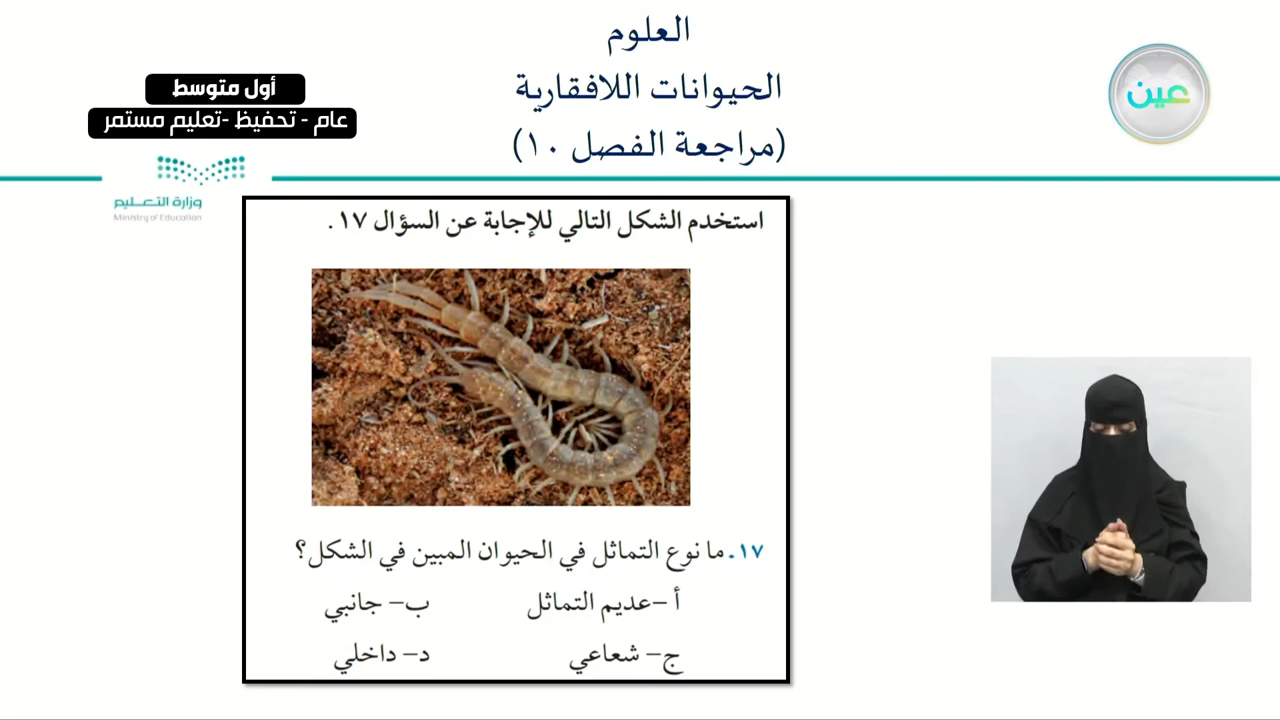 العلوم
الحيوانات اللافقارية
(مراجعة الفصل ١٠)
عين
أول متوسط
عام - تحفيظ -تعليم مستمر
وزارة التعـليم
Ministry of Education
استخدم الشكل التالي للإجابة عن السؤال ١٧.
١٧. ما نوع التماثل في الحيوان المبين في الشكل؟
أ –عديم التماثل ب– جانبي
ج– شعاعي د– داخلي